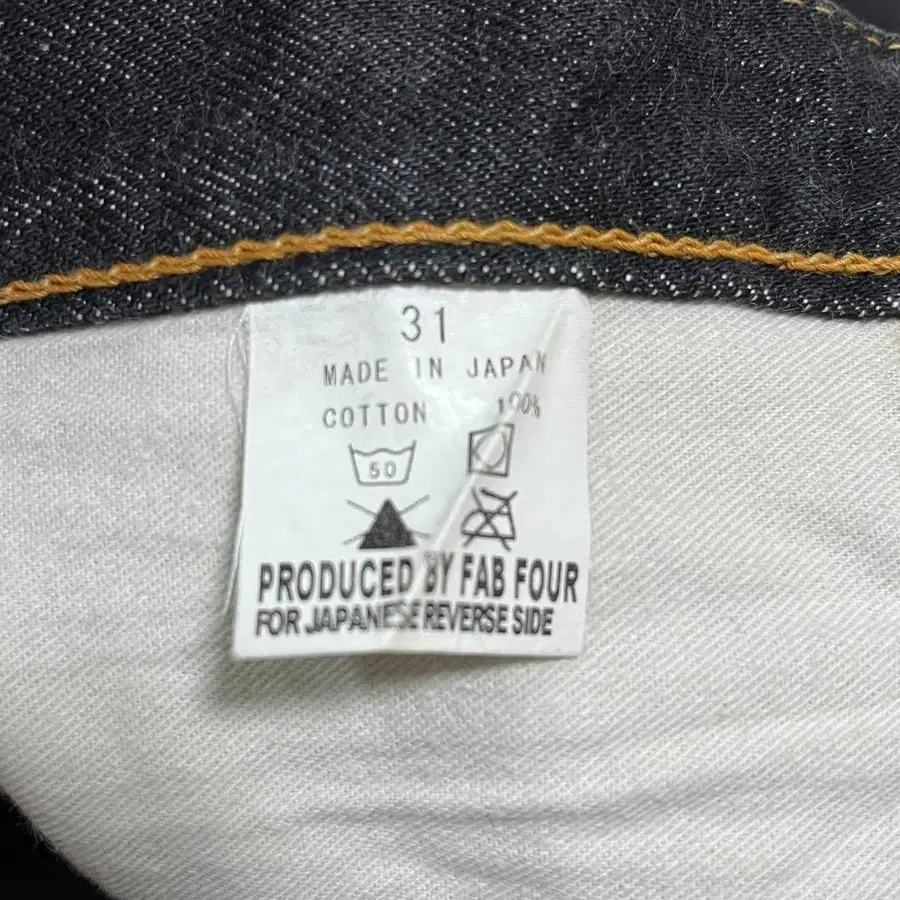 31
MADE IN JAPAN
COTTON 100%
50
PRODUCED BY FAB FOUR
FOR JAPANESE REVERSE SIDE